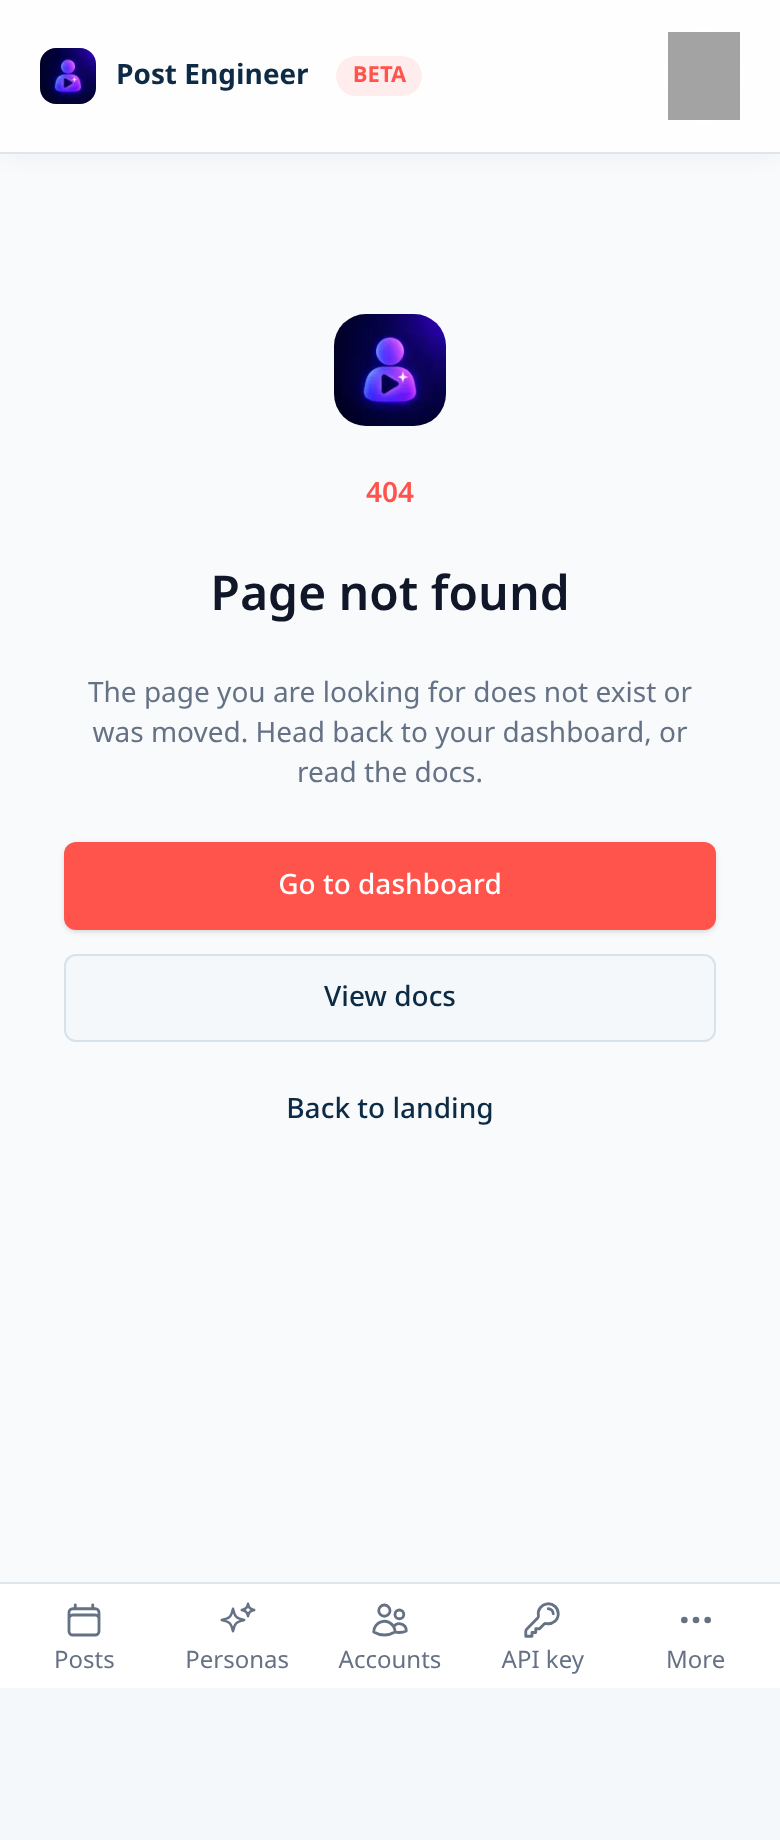 Post Engineer BETA
404
Page not found
The page you are looking for does not exist or
was moved. Head back to your dashboard, or
read the docs.
Go to dashboard
View docs
Back to landing
Posts Personas Accounts API key More